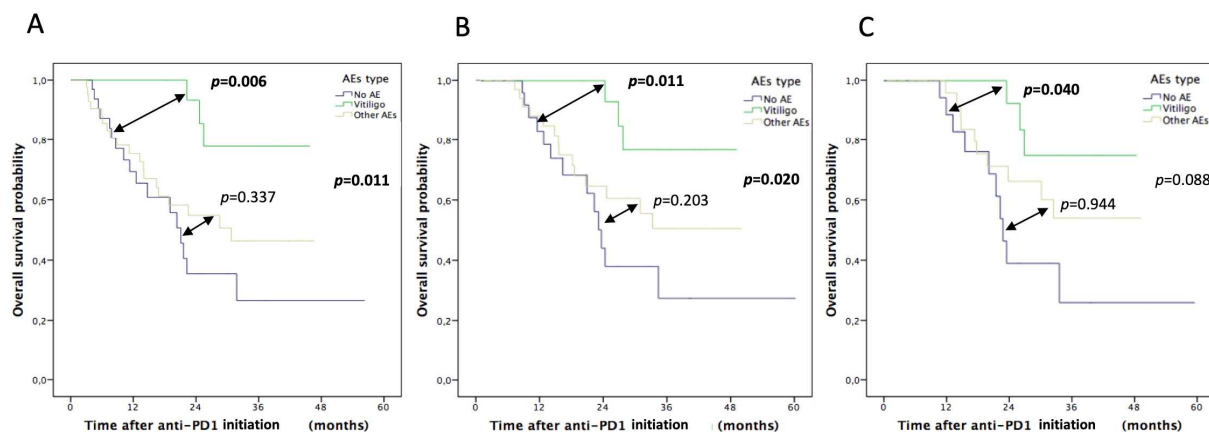 A
Overall survival probability
1,0
0,8
0,6
0,4
0,2
0,0
p=0.006
AEs type
No AE
Vitiligo
Other AEs
p=0.011
p=0.337
0 12 24 36 48 60
Time after anti-PD1 initiation (months)
B
Overall survival probability
1,0
0,8
0,6
0,4
0,2
0,0
p=0.011
AEs type
No AE
Vitiligo
Other AEs
p=0.020
p=0.203
0 12 24 36 48 60
Time after anti-PD1 initiation (months)
C
Overall survival probability
1,0
0,8
0,6
0,4
0,2
0,0
p=0.040
AEs type
No AE
Vitiligo
Other AEs
p=0.088
p=0.944
0 12 24 36 48 60
Time after anti-PD1 initiation (months)